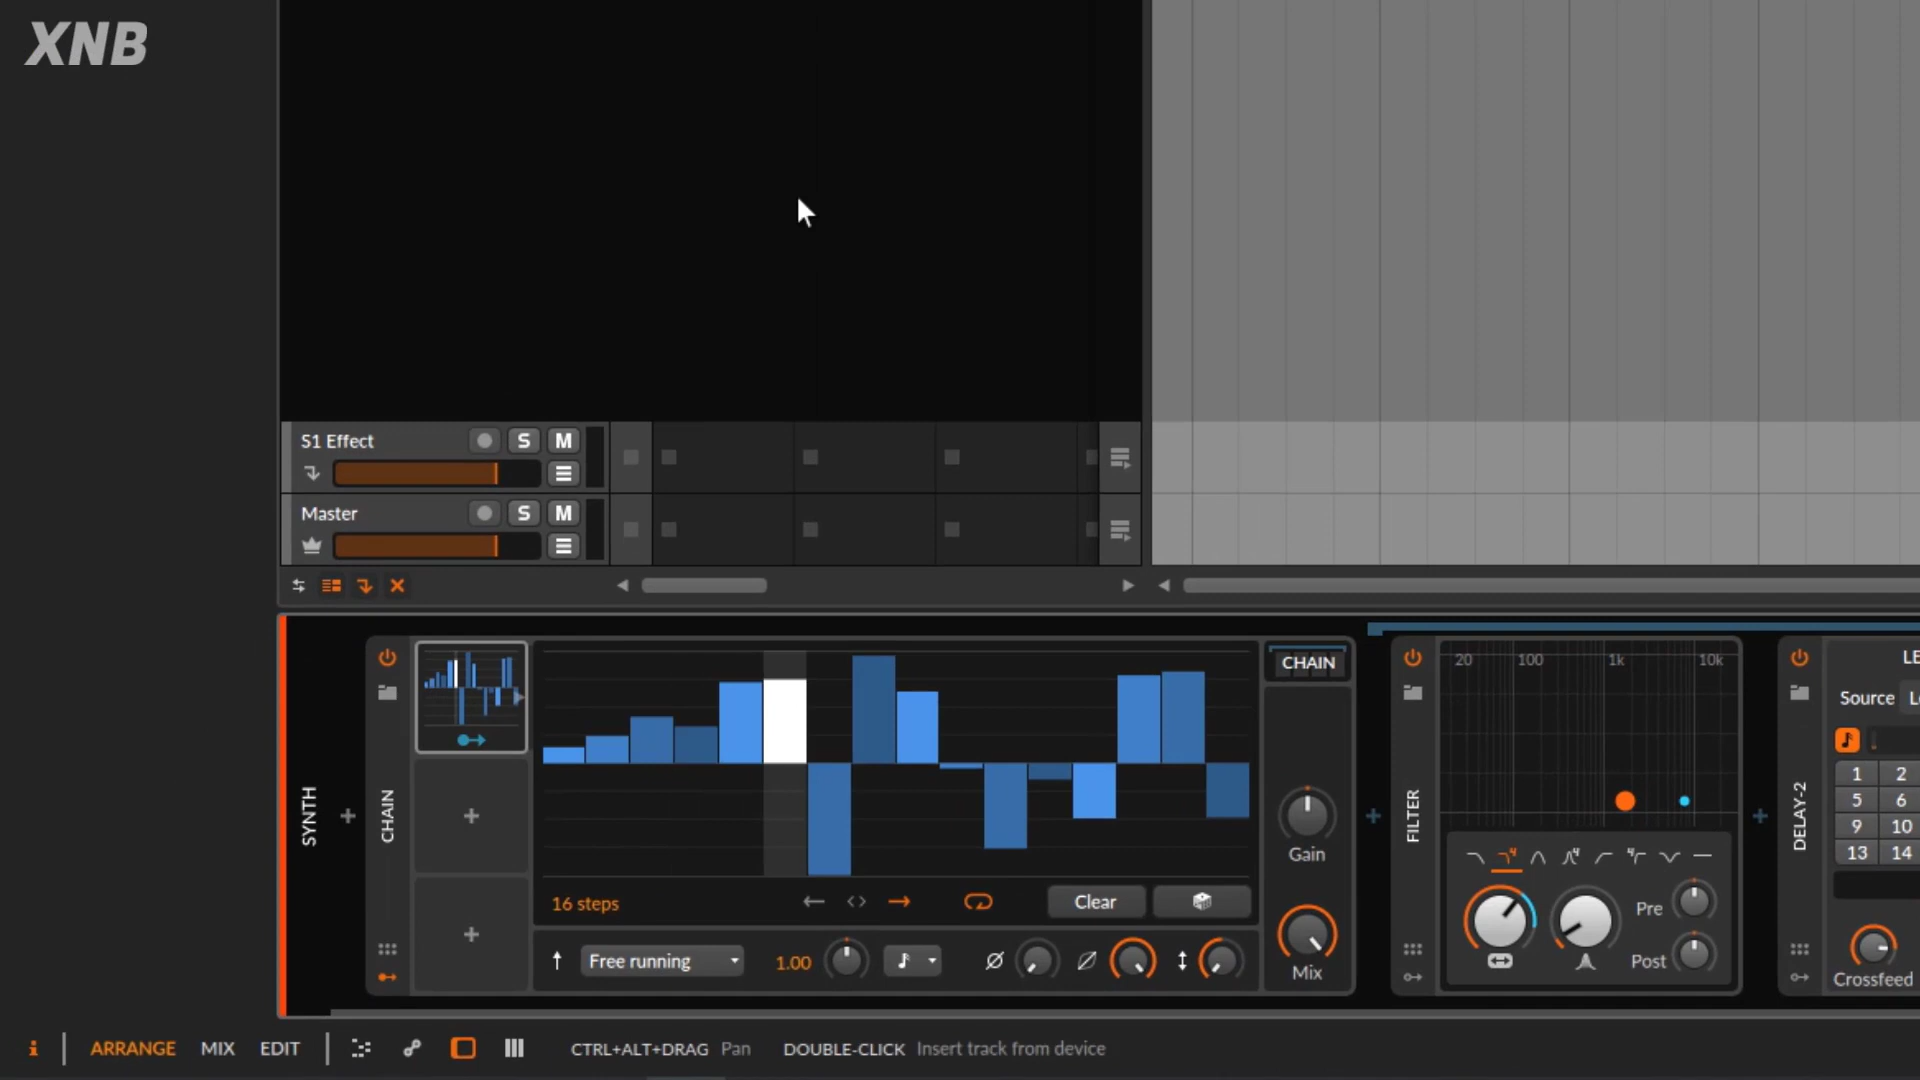 XNB
S1 Effect
S M
Master
S M
SYNTH
CHAIN
16 steps
Clear
Free running
1.00
CHAIN
Gain
Mix
FILTER
20 100 1k 10k
Pre
Post
DELAY-2
LE
Source L
1 2
5 6
9 10
13 14
Crossfeed
i ARRANGE MIX EDIT
CTRL+ALT+DRAG Pan DOUBLE-CLICK Insert track from device